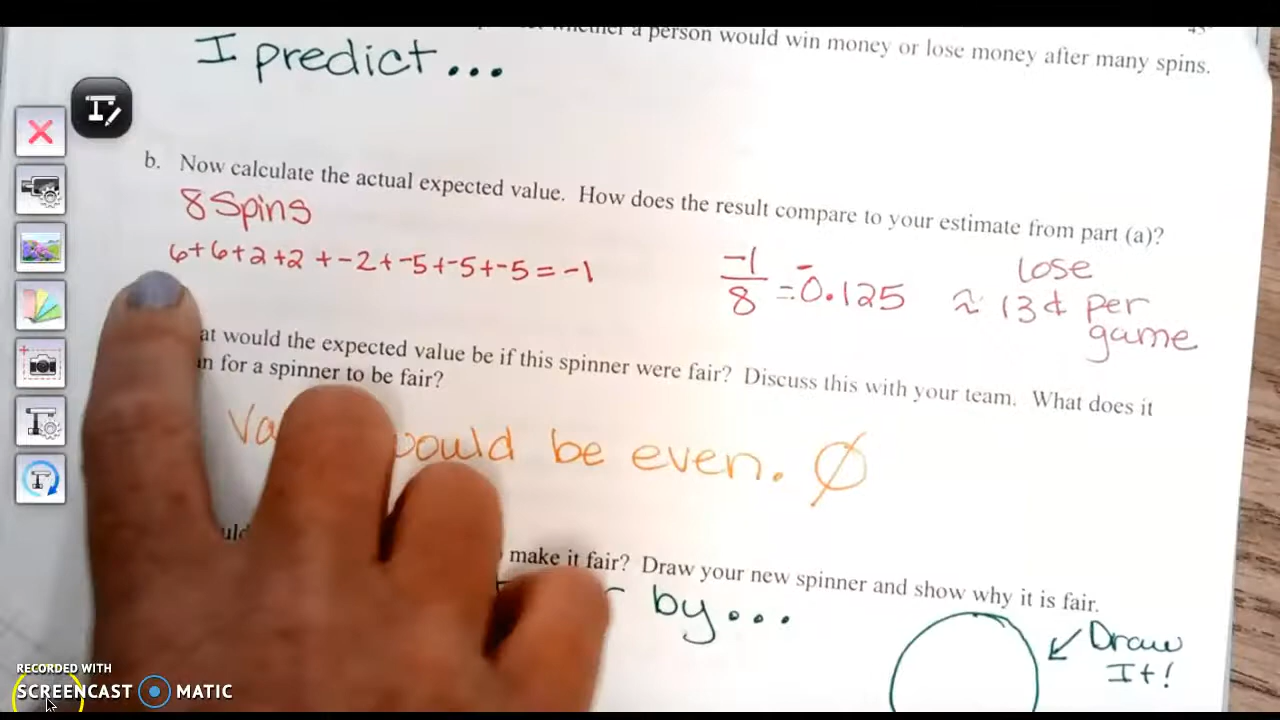 whether a person would win money or lose money after many spins.
I predict...
b. Now calculate the actual expected value. How does the result compare to your estimate from part (a)?
8 Spins
6+6+2+2+-2+-5+-5+-5=-1
-1/8 = -0.125
lose
≈ 13¢ per
game
at would the expected value be if this spinner were fair? Discuss this with your team. What does it
n for a spinner to be fair?
would be even. ∅
make it fair? Draw your new spinner and show why it is fair.
by...
↙ Draw
It!
RECORDED WITH
SCREENCAST MATIC